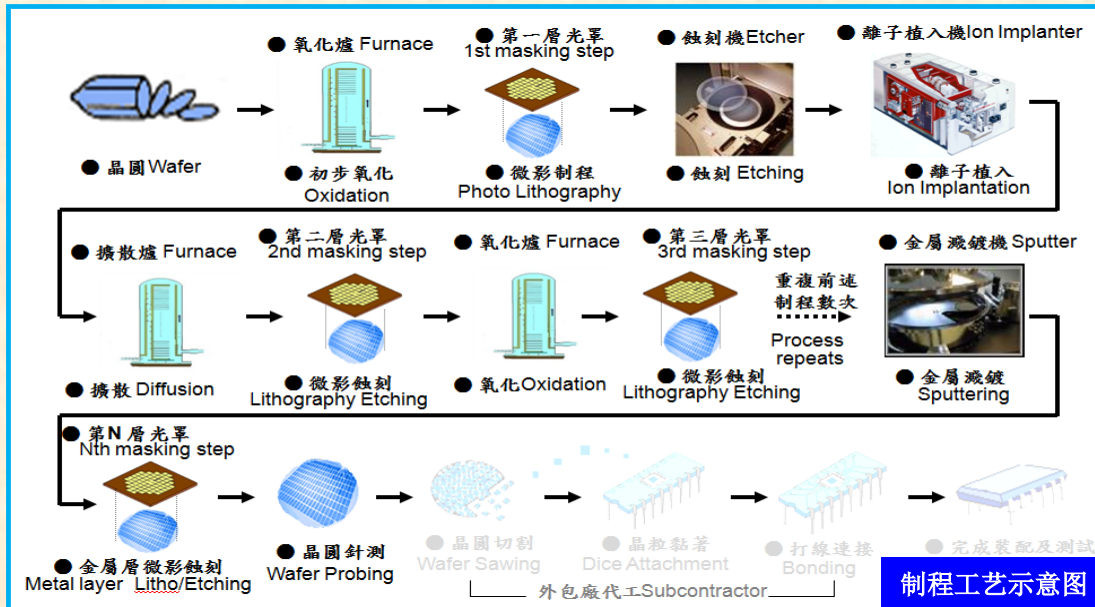 ● 氧化爐 Furnace
● 第一層光罩
1st masking step
● 蝕刻機Etcher
● 離子植入機Ion Implanter
● 晶圓Wafer
● 初步氧化
Oxidation
● 微影制程
Photo Lithography
● 蝕刻 Etching
● 離子植入
Ion Implantation
● 擴散爐 Furnace
● 第二層光罩
2nd masking step
● 氧化爐 Furnace
● 第三層光罩
3rd masking step
重複前述
制程數次
Process
repeats
● 金屬濺鍍機 Sputter
● 擴散 Diffusion
● 微影蝕刻
Lithography Etching
● 氧化Oxidation
● 微影蝕刻
Lithography Etching
● 金屬濺鍍
Sputtering
● 第N層光罩
Nth masking step
● 金屬層微影蝕刻
Metal layer Litho/Etching
● 晶圓針測
Wafer Probing
● 晶圓切割
Wafer Sawing
● 晶粒黏著
Dice Attachment
● 打線連接
Bonding
● 完成裝配及測試
外包廠代工Subcontractor
制程工艺示意图